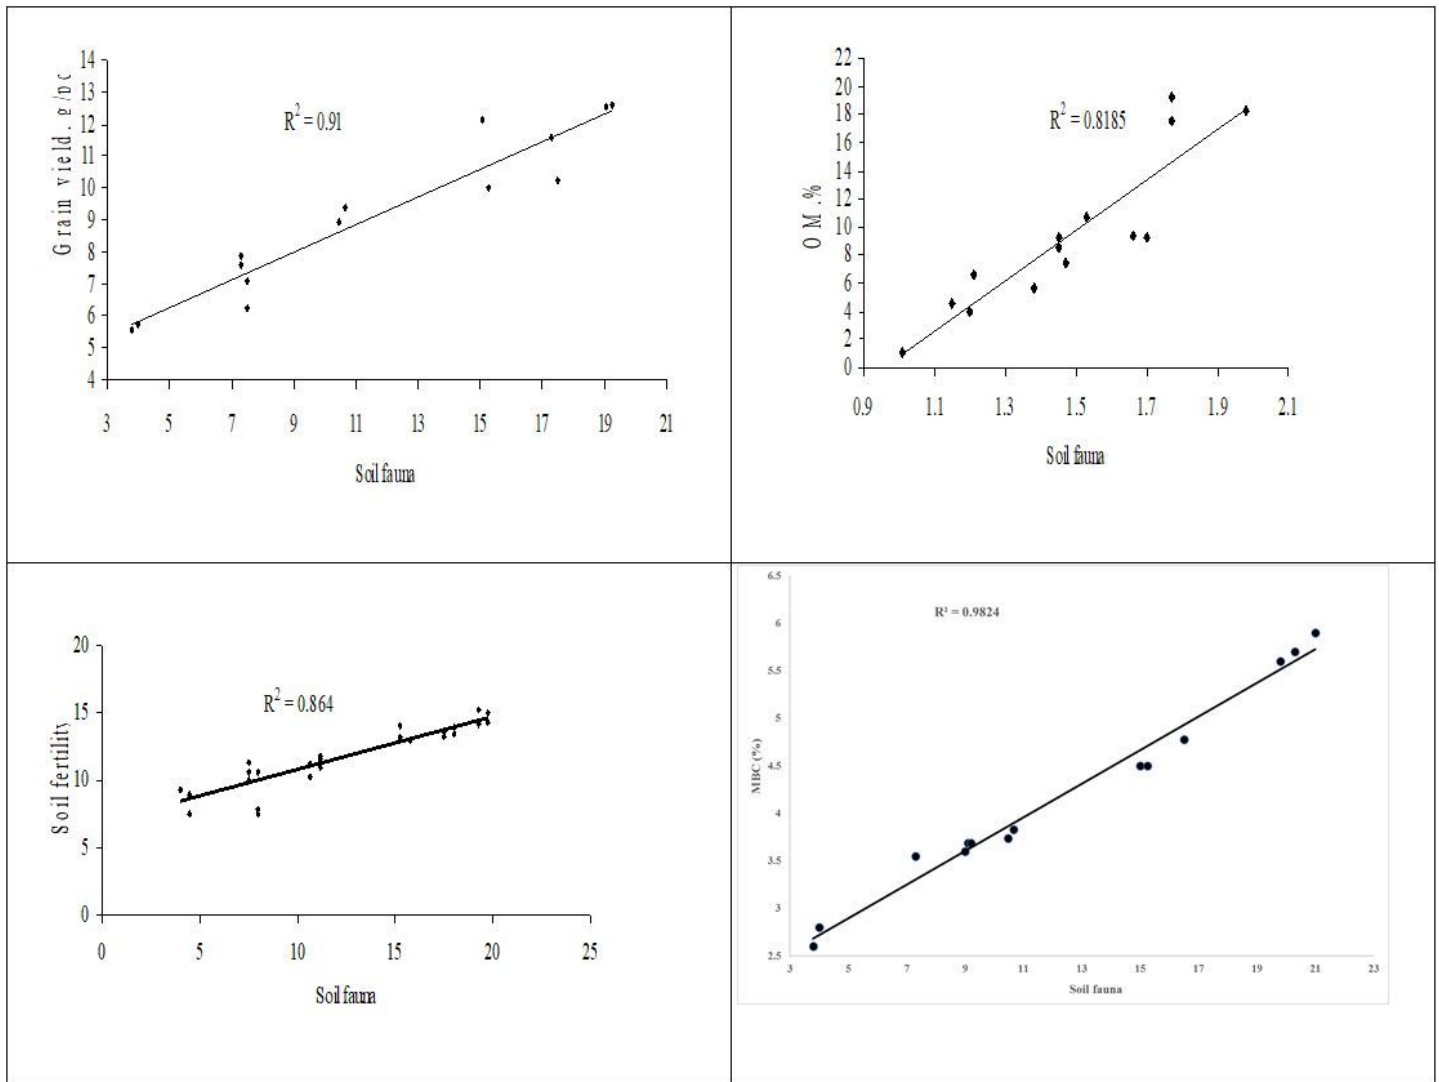 14
13
12
11
10
9
8
7
6
5
4
Grain yield. g/pc
R² = 0.91
3 5 7 9 11 13 15 17 19 21
Soil fauna
22
20
18
16
14
12
10
8
6
4
2
0
O M .%
R² = 0.8185
0.9 1.1 1.3 1.5 1.7 1.9 2.1
Soil fauna
20
15
10
5
0
Soil fertility
R² = 0.864
0 5 10 15 20 25
Soil fauna
6.5
6
5.5
5
4.5
4
3.5
3
2.5
MBC (%)
R² = 0.9824
3 5 7 9 11 13 15 17 19 21 23
Soil fauna